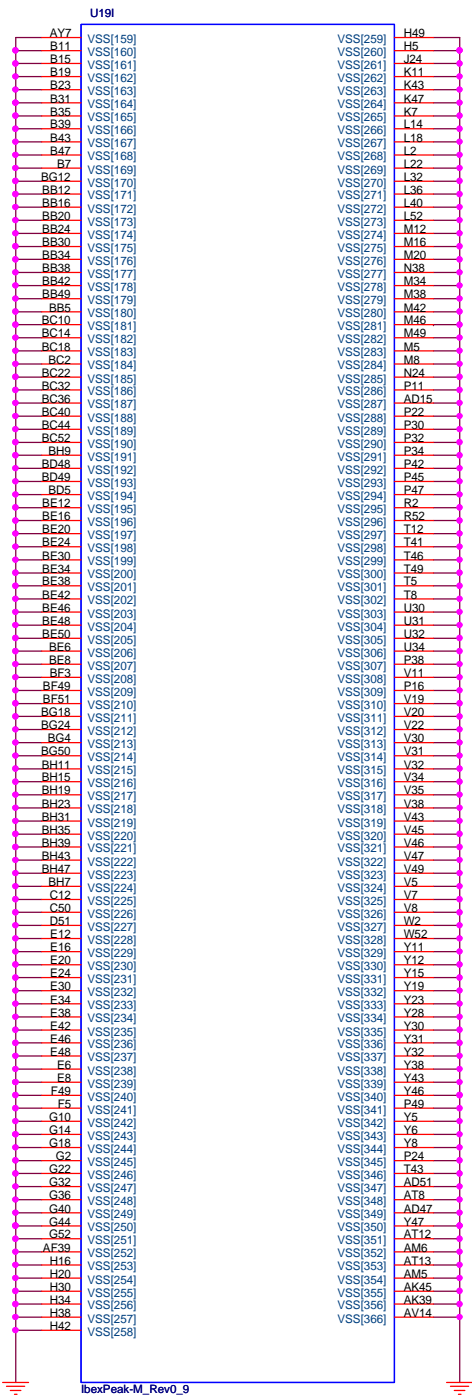 U19I
AY7 VSS[159] VSS[259] H49
B11 VSS[160] VSS[260] H5
B15 VSS[161] VSS[261] J24
B19 VSS[162] VSS[262] K11
B23 VSS[163] VSS[263] K43
B31 VSS[164] VSS[264] K47
B35 VSS[165] VSS[265] K7
B39 VSS[166] VSS[266] L14
B43 VSS[167] VSS[267] L18
B47 VSS[168] VSS[268] L2
B7 VSS[169] VSS[269] L22
BG12 VSS[170] VSS[270] L32
BB12 VSS[171] VSS[271] L36
BB16 VSS[172] VSS[272] L40
BB20 VSS[173] VSS[273] L52
BB24 VSS[174] VSS[274] M12
BB30 VSS[175] VSS[275] M16
BB34 VSS[176] VSS[276] M20
BB38 VSS[177] VSS[277] N38
BB42 VSS[178] VSS[278] M34
BB49 VSS[179] VSS[279] M38
BB5 VSS[180] VSS[280] M42
BC10 VSS[181] VSS[281] M46
BC14 VSS[182] VSS[282] M49
BC18 VSS[183] VSS[283] M5
BC2 VSS[184] VSS[284] M8
BC22 VSS[185] VSS[285] N24
BC32 VSS[186] VSS[286] P11
BC36 VSS[187] VSS[287] AD15
BC40 VSS[188] VSS[288] P22
BC44 VSS[189] VSS[289] P30
BC52 VSS[190] VSS[290] P32
BH9 VSS[191] VSS[291] P34
BD48 VSS[192] VSS[292] P42
BD49 VSS[193] VSS[293] P45
BD5 VSS[194] VSS[294] P47
BE12 VSS[195] VSS[295] R2
BE16 VSS[196] VSS[296] R52
BE20 VSS[197] VSS[297] T12
BE24 VSS[198] VSS[298] T41
BE30 VSS[199] VSS[299] T46
BE34 VSS[200] VSS[300] T49
BE38 VSS[201] VSS[301] T5
BE42 VSS[202] VSS[302] T8
BE46 VSS[203] VSS[303] U30
BE48 VSS[204] VSS[304] U31
BE50 VSS[205] VSS[305] U32
BE6 VSS[206] VSS[306] U34
BE8 VSS[207] VSS[307] P38
BF3 VSS[208] VSS[308] V11
BF49 VSS[209] VSS[309] P16
BF51 VSS[210] VSS[310] V19
BG18 VSS[211] VSS[311] V20
BG24 VSS[212] VSS[312] V22
BG4 VSS[213] VSS[313] V30
BG50 VSS[214] VSS[314] V31
BH11 VSS[215] VSS[315] V32
BH15 VSS[216] VSS[316] V34
BH19 VSS[217] VSS[317] V35
BH23 VSS[218] VSS[318] V38
BH31 VSS[219] VSS[319] V43
BH35 VSS[220] VSS[320] V45
BH39 VSS[221] VSS[321] V46
BH43 VSS[222] VSS[322] V47
BH47 VSS[223] VSS[323] V49
BH7 VSS[224] VSS[324] V5
C12 VSS[225] VSS[325] V7
C50 VSS[226] VSS[326] V8
D51 VSS[227] VSS[327] W2
E12 VSS[228] VSS[328] W52
E16 VSS[229] VSS[329] Y11
E20 VSS[230] VSS[330] Y12
E24 VSS[231] VSS[331] Y15
E30 VSS[232] VSS[332] Y19
E34 VSS[233] VSS[333] Y23
E38 VSS[234] VSS[334] Y28
E42 VSS[235] VSS[335] Y30
E46 VSS[236] VSS[336] Y31
E48 VSS[237] VSS[337] Y32
E6 VSS[238] VSS[338] Y38
E8 VSS[239] VSS[339] Y43
F49 VSS[240] VSS[340] Y46
F5 VSS[241] VSS[341] P49
G10 VSS[242] VSS[342] Y5
G14 VSS[243] VSS[343] Y6
G18 VSS[244] VSS[344] Y8
G2 VSS[245] VSS[345] P24
G22 VSS[246] VSS[346] T43
G32 VSS[247] VSS[347] AD51
G36 VSS[248] VSS[348] AT8
G40 VSS[249] VSS[349] AD47
G44 VSS[250] VSS[350] Y47
G52 VSS[251] VSS[351] AT12
AF39 VSS[252] VSS[352] AM6
H16 VSS[253] VSS[353] AT13
H20 VSS[254] VSS[354] AM5
H30 VSS[255] VSS[355] AK45
H34 VSS[256] VSS[356] AK39
H38 VSS[257] VSS[366] AV14
H42 VSS[258]
IbexPeak-M_Rev0_9